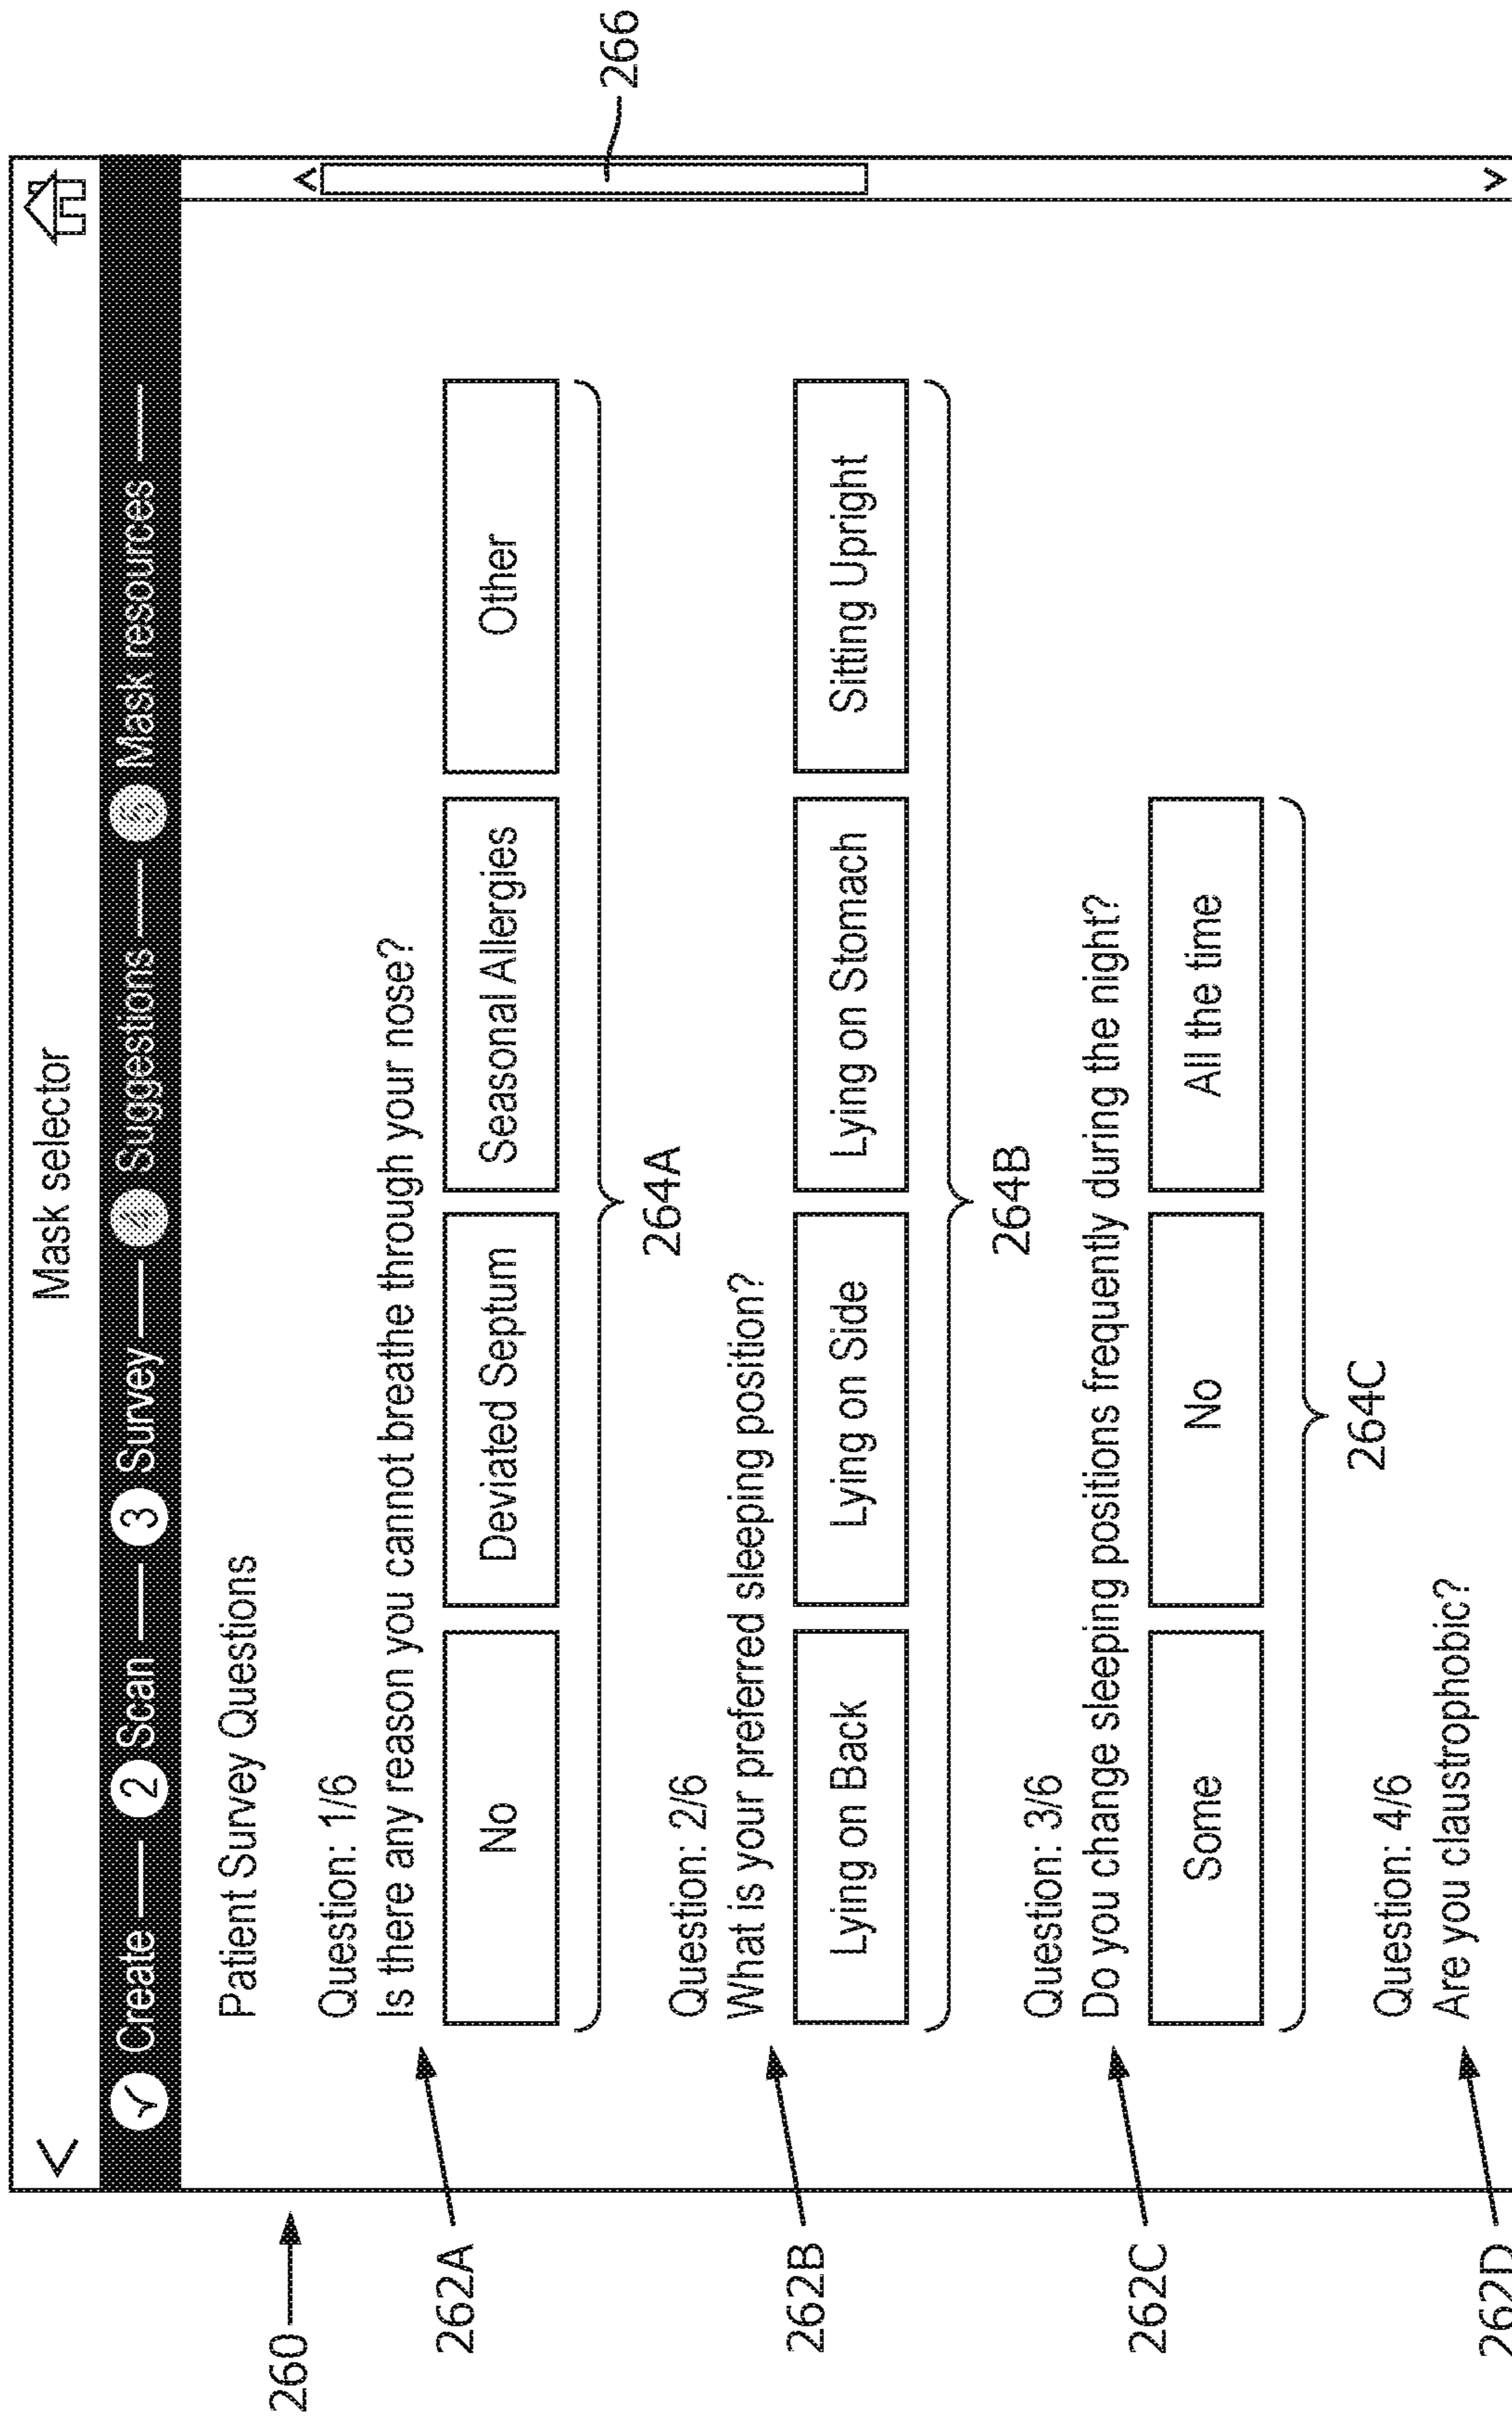 Mask selector
Create 2 Scan 3 Survey Suggestions Mask resources
260
Patient Survey Questions
266
Question: 1/6
262A
Is there any reason you cannot breathe through your nose?
No Deviated Septum Seasonal Allergies Other
264A
Question: 2/6
262B
What is your preferred sleeping position?
Lying on Back Lying on Side Lying on Stomach Sitting Upright
264B
Question: 3/6
262C
Do you change sleeping positions frequently during the night?
Some No All the time
264C
Question: 4/6
262D
Are you claustrophobic?